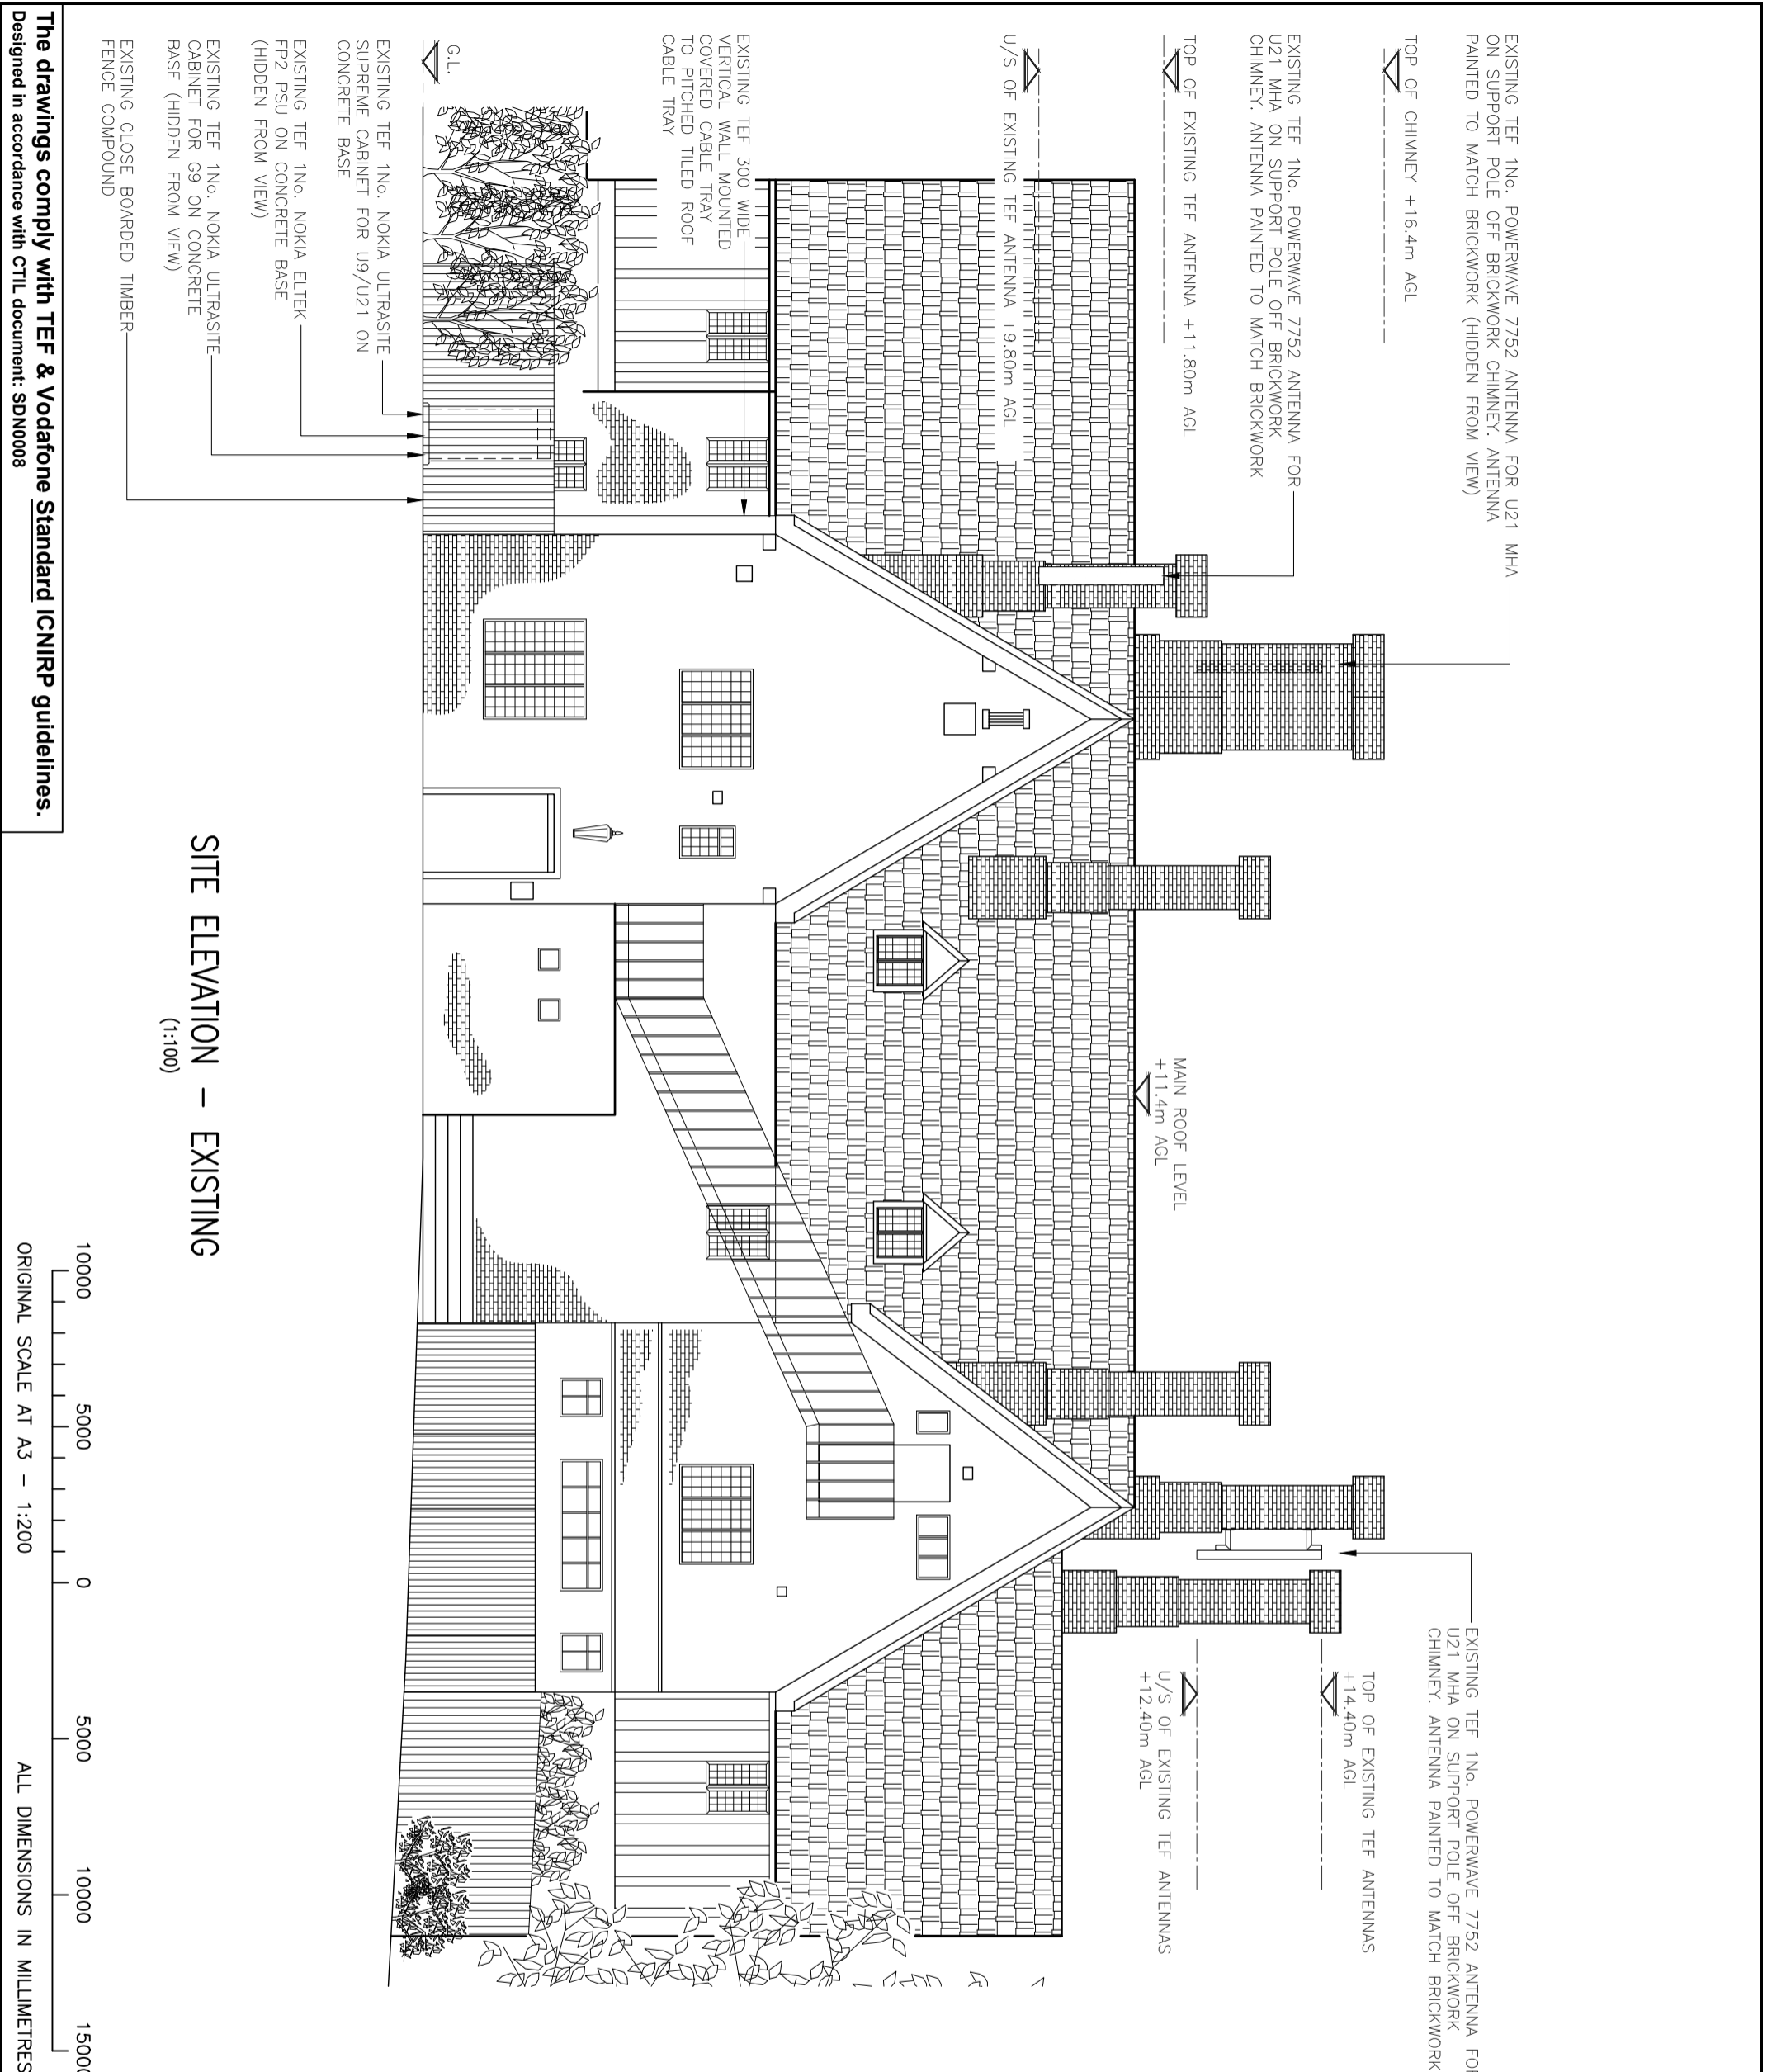 EXISTING TEF 1No. POWERWAVE 7752 ANTENNA FOR U21 MHA
ON SUPPORT POLE OFF BRICKWORK CHIMNEY. ANTENNA
PAINTED TO MATCH BRICKWORK (HIDDEN FROM VIEW)
TOP OF CHIMNEY +16.4m AGL
EXISTING TEF 1No. POWERWAVE 7752 ANTENNA FOR
U21 MHA ON SUPPORT POLE OFF BRICKWORK
CHIMNEY. ANTENNA PAINTED TO MATCH BRICKWORK
TOP OF EXISTING TEF ANTENNA +11.80m AGL
U/S OF EXISTING TEF ANTENNA +9.80m AGL
EXISTING TEF 300 WIDE
VERTICAL WALL MOUNTED
COVERED CABLE TRAY
TO PITCHED TILED ROOF
CABLE TRAY
G.L.
EXISTING TEF 1No. NOKIA ULTRASITE
SUPREME CABINET FOR U9/U21 ON
CONCRETE BASE
EXISTING TEF 1No. NOKIA ELTEK
FP2 PSU ON CONCRETE BASE
(HIDDEN FROM VIEW)
EXISTING TEF 1No. NOKIA ULTRASITE
CABINET FOR G9 ON CONCRETE
BASE (HIDDEN FROM VIEW)
EXISTING CLOSE BOARDED TIMBER
FENCE COMPOUND
MAIN ROOF LEVEL
+11.4m AGL
EXISTING TEF 1No. POWERWAVE 7752 ANTENNA FOR
U21 MHA ON SUPPORT POLE OFF BRICKWORK
CHIMNEY. ANTENNA PAINTED TO MATCH BRICKWORK
TOP OF EXISTING TEF ANTENNAS
+14.40m AGL
U/S OF EXISTING TEF ANTENNAS
+12.40m AGL
SITE ELEVATION – EXISTING
(1:100)
The drawings comply with TEF & Vodafone Standard ICNIRP guidelines.
Designed in accordance with CTIL document: SDN0008
10000 5000 0 5000 10000 15000
ORIGINAL SCALE AT A3 – 1:200 ALL DIMENSIONS IN MILLIMETRES